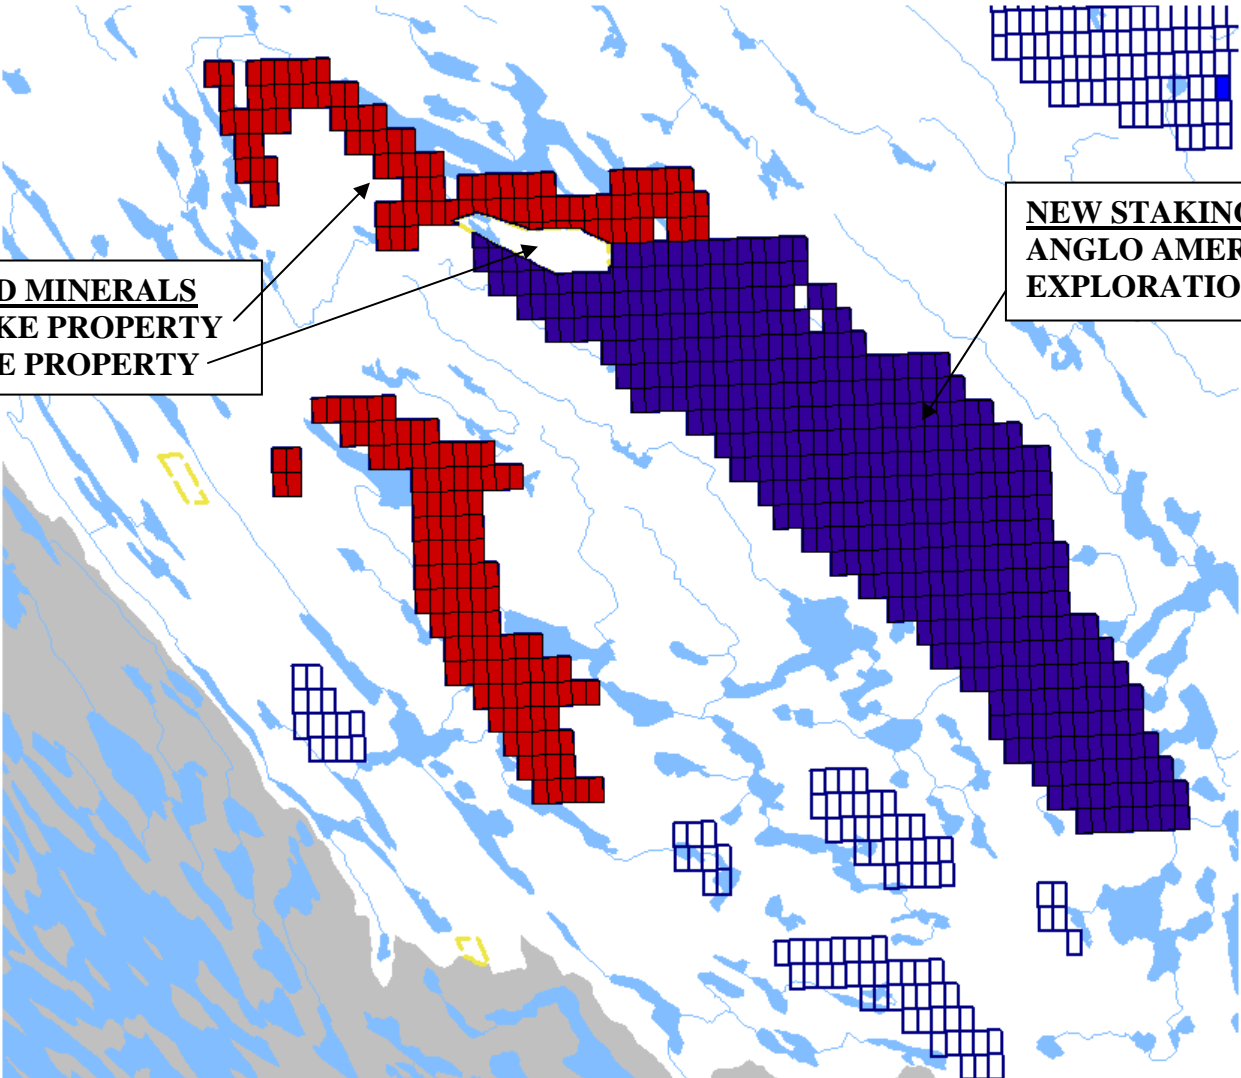 D MINERALS
KE PROPERTY
E PROPERTY
NEW STAKING
ANGLO AMER
EXPLORATIO